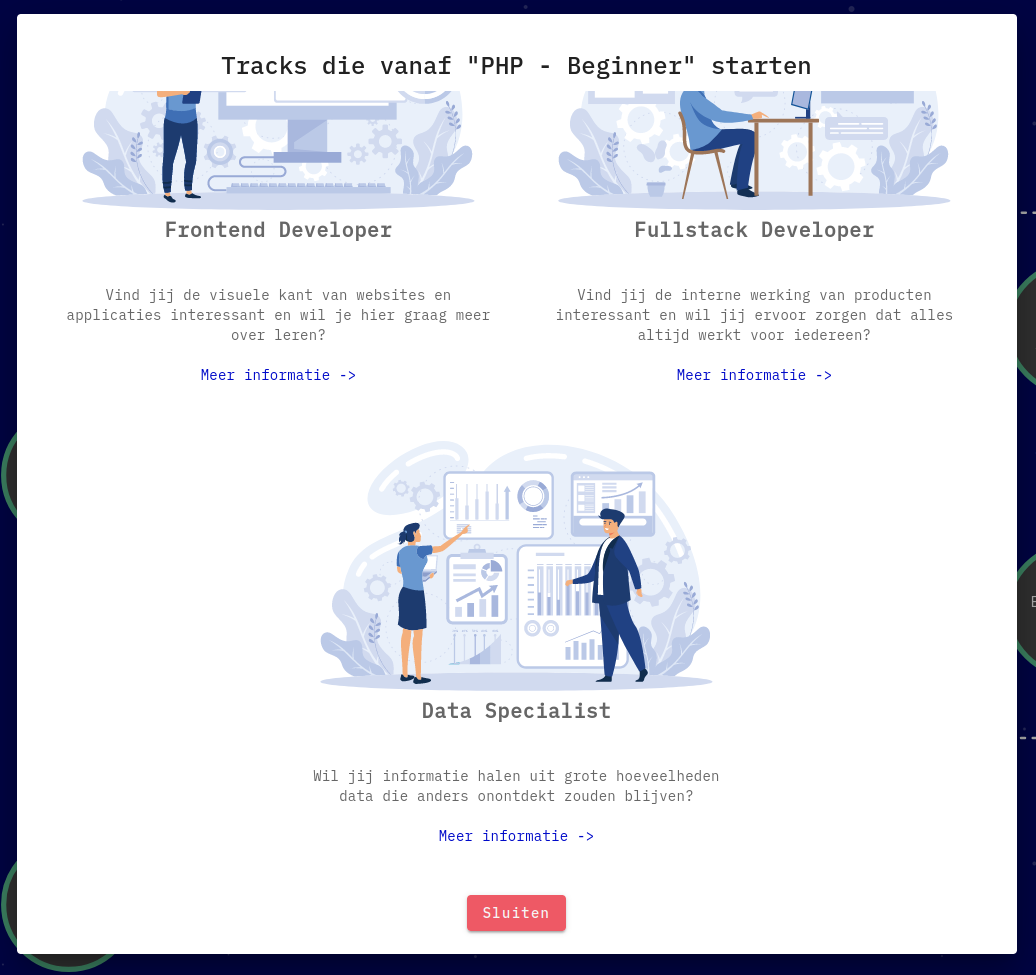 Tracks die vanaf "PHP - Beginner" starten
Frontend Developer
Vind jij de visuele kant van websites en
applicaties interessant en wil je hier graag meer
over leren?
Meer informatie ->
Fullstack Developer
Vind jij de interne werking van producten
interessant en wil jij ervoor zorgen dat alles
altijd werkt voor iedereen?
Meer informatie ->
Data Specialist
Wil jij informatie halen uit grote hoeveelheden
data die anders onontdekt zouden blijven?
Meer informatie ->
Sluiten